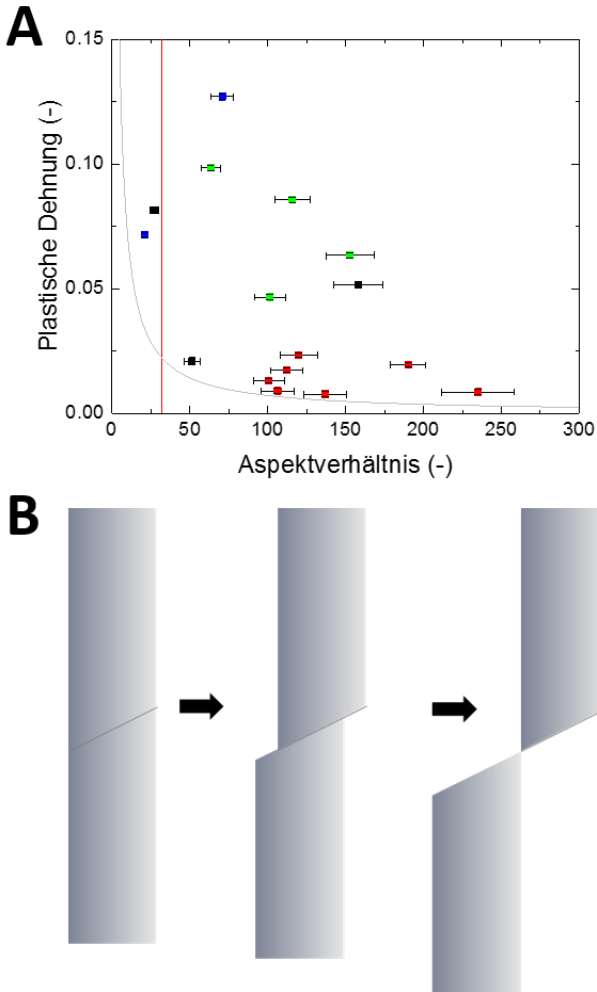 A
Plastische Dehnung (-)
0.15
0.10
0.05
0.00
0 50 100 150 200 250 300
Aspektverhältnis (-)
B